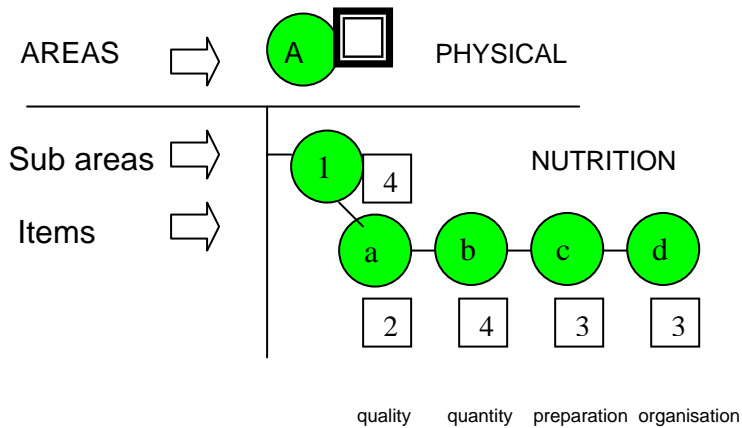 AREAS A PHYSICAL
Sub areas 1 4 NUTRITION
Items
a b c d
2 4 3 3
quality quantity preparation organisation